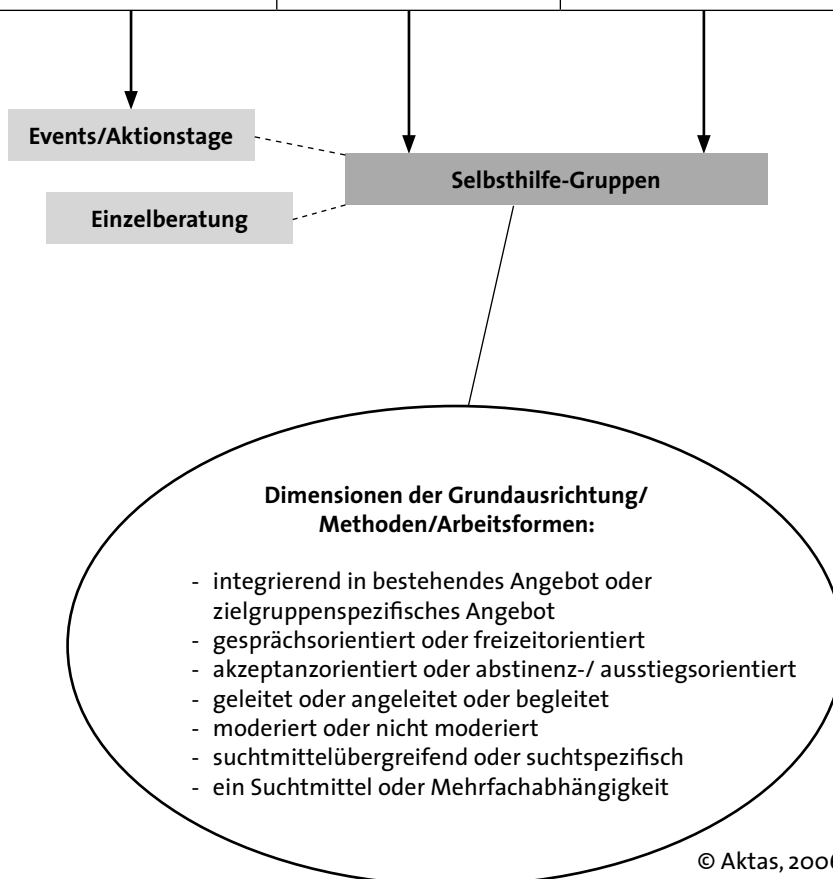 Events/Aktionstage
Selbsthilfe-Gruppen
Einzelberatung
Dimensionen der Grundausrichtung/
Methoden/Arbeitsformen:
- integrierend in bestehendes Angebot oder
zielgruppenspezifisches Angebot
- gesprächsorientiert oder freizeitorientiert
- akzeptanzorientiert oder abstinenz-/ ausstiegsorientiert
- geleitet oder angeleitet oder begleitet
- moderiert oder nicht moderiert
- suchtmittelübergreifend oder suchtspezifisch
- ein Suchtmittel oder Mehrfachabhängigkeit
© Aktas, 2006